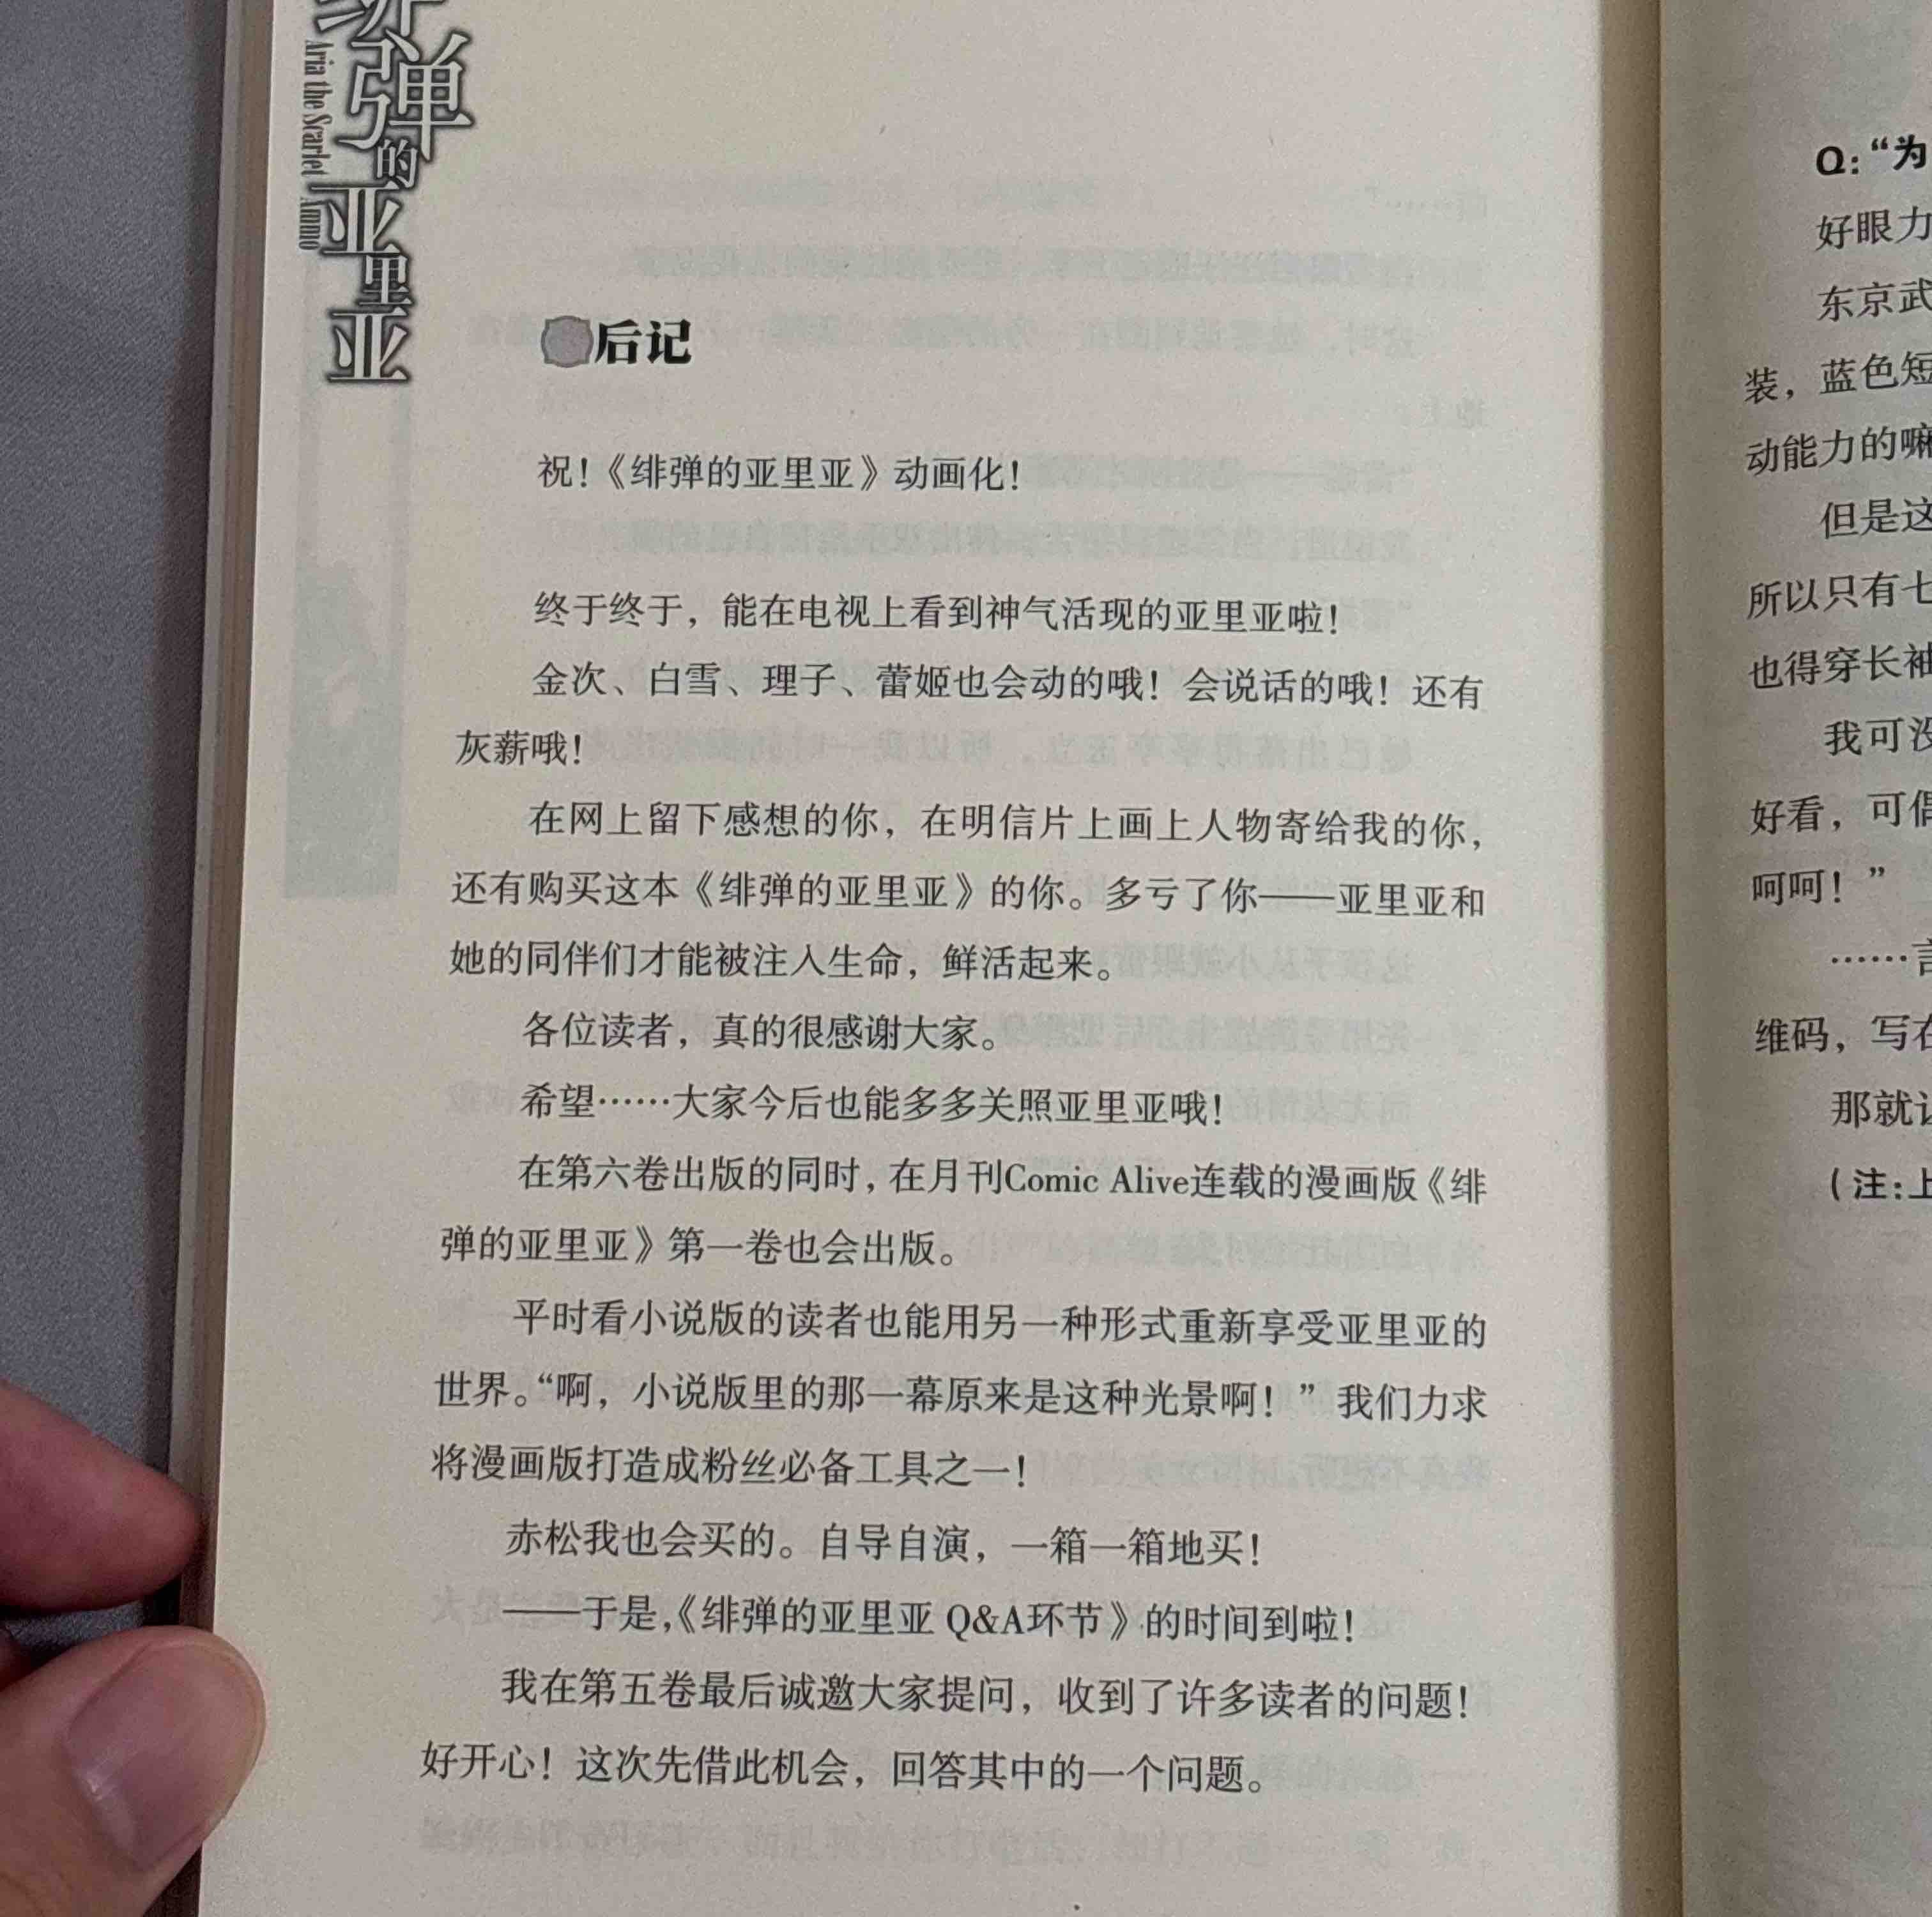 绯弹的亚里亚
Aria the Scarlet Ammo
后记
祝！《绯弹的亚里亚》动画化！
终于终于，能在电视上看到神气活现的亚里亚啦！
金次、白雪、理子、蕾姬也会动的哦！会说话的哦！还有
灰薪哦！
在网上留下感想的你，在明信片上画上人物寄给我的你，
还有购买这本《绯弹的亚里亚》的你。多亏了你——亚里亚和
她的同伴们才能被注入生命，鲜活起来。
各位读者，真的很感谢大家。
希望……大家今后也能多多关照亚里亚哦！
在第六卷出版的同时，在月刊Comic Alive连载的漫画版《绯
弹的亚里亚》第一卷也会出版。
平时看小说版的读者也能用另一种形式重新享受亚里亚的
世界。“啊，小说版里的那一幕原来是这种光景啊！”我们力求
将漫画版打造成粉丝必备工具之一！
赤松我也会买的。自导自演，一箱一箱地买！
——于是，《绯弹的亚里亚 Q&A环节》的时间到啦！
我在第五卷最后诚邀大家提问，收到了许多读者的问题！
好开心！这次先借此机会，回答其中的一个问题。
Q：“为
好眼力
东京武
装，蓝色短
动能力的嘛
但是这
所以只有七
也得穿长袖
我可没
好看，可
呵呵！”
……言
维码，写在
那就让
（注：上